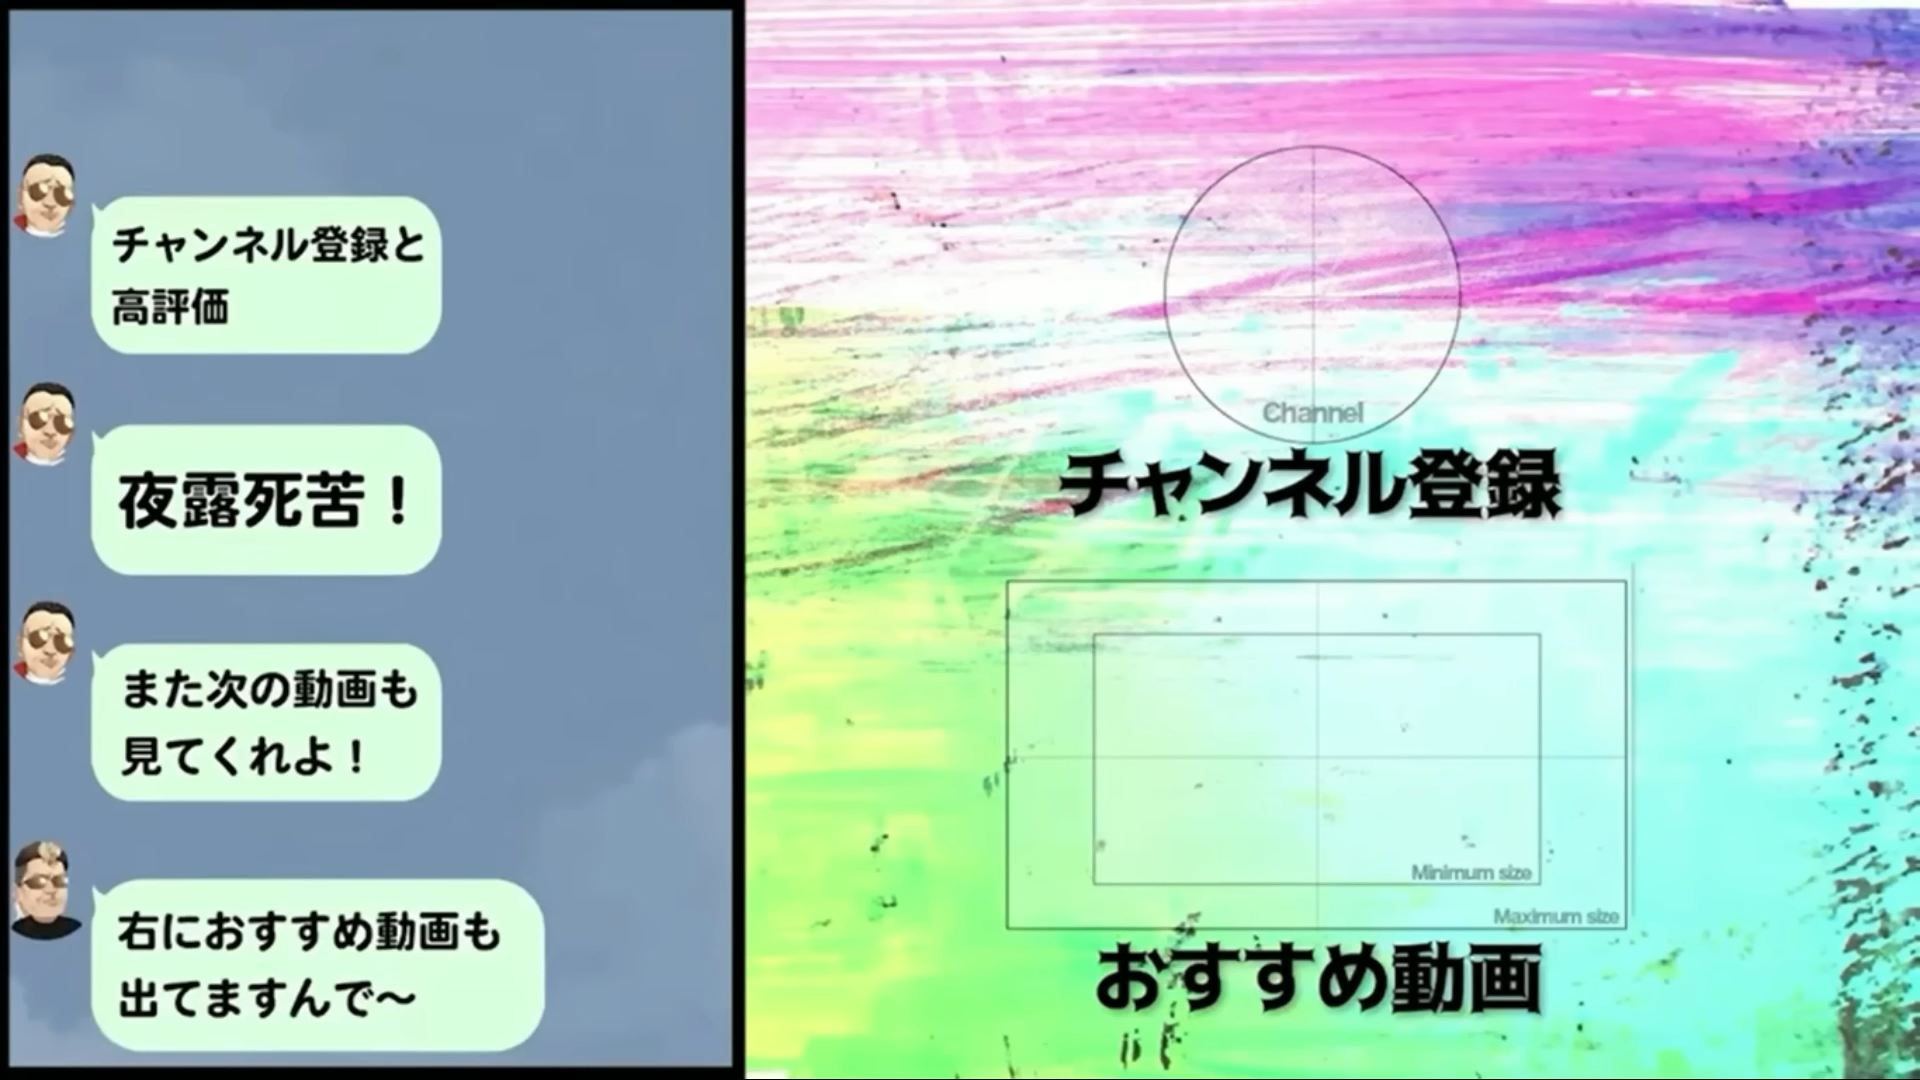 チャンネル登録と
高評価
夜露死苦！
また次の動画も
見てくれよ！
右におすすめ動画も
出てますんで～
Channel
チャンネル登録
Minimum size
Maximum size
おすすめ動画